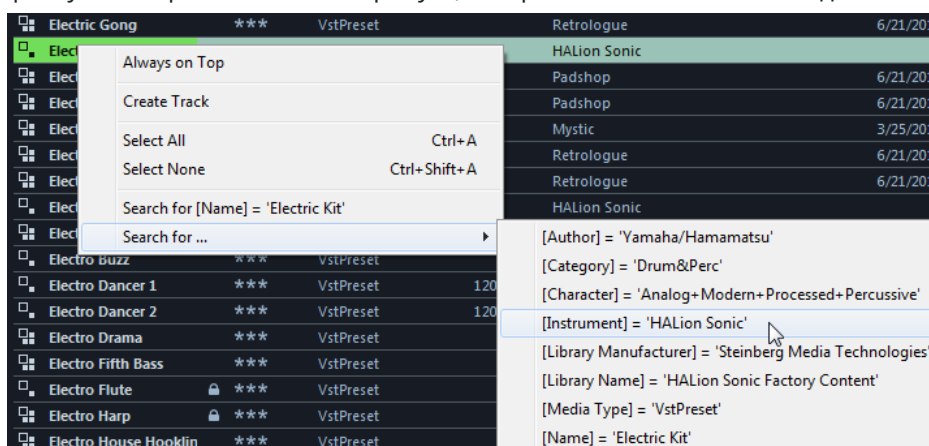 Electric Gong *** VstPreset Retrologue 6/21/20
Elect HALion Sonic
Elect Padshop 6/21/20
Elect Padshop 6/21/20
Elect Mystic 3/25/20
Elect Retrologue 6/21/20
Elect Retrologue 6/21/20
Elect HALion Sonic
Elect
Always on Top
Create Track
Select All Ctrl+A
Select None Ctrl+Shift+A
Search for [Name] = 'Electric Kit'
Search for ...
[Author] = 'Yamaha/Hamamatsu'
[Category] = 'Drum&Perc'
[Character] = 'Analog+Modern+Processed+Percussive'
[Instrument] = 'HALion Sonic'
[Library Manufacturer] = 'Steinberg Media Technologies'
[Library Name] = 'HALion Sonic Factory Content'
[Media Type] = 'VstPreset'
[Name] = 'Electric Kit'
Electro Buzz *** VstPreset
Electro Dancer 1 *** VstPreset 120
Electro Dancer 2 *** VstPreset 120
Electro Drama *** VstPreset
Electro Fifth Bass *** VstPreset
Electro Flute *** VstPreset
Electro Harp *** VstPreset
Electro House Hooklin *** VstPreset